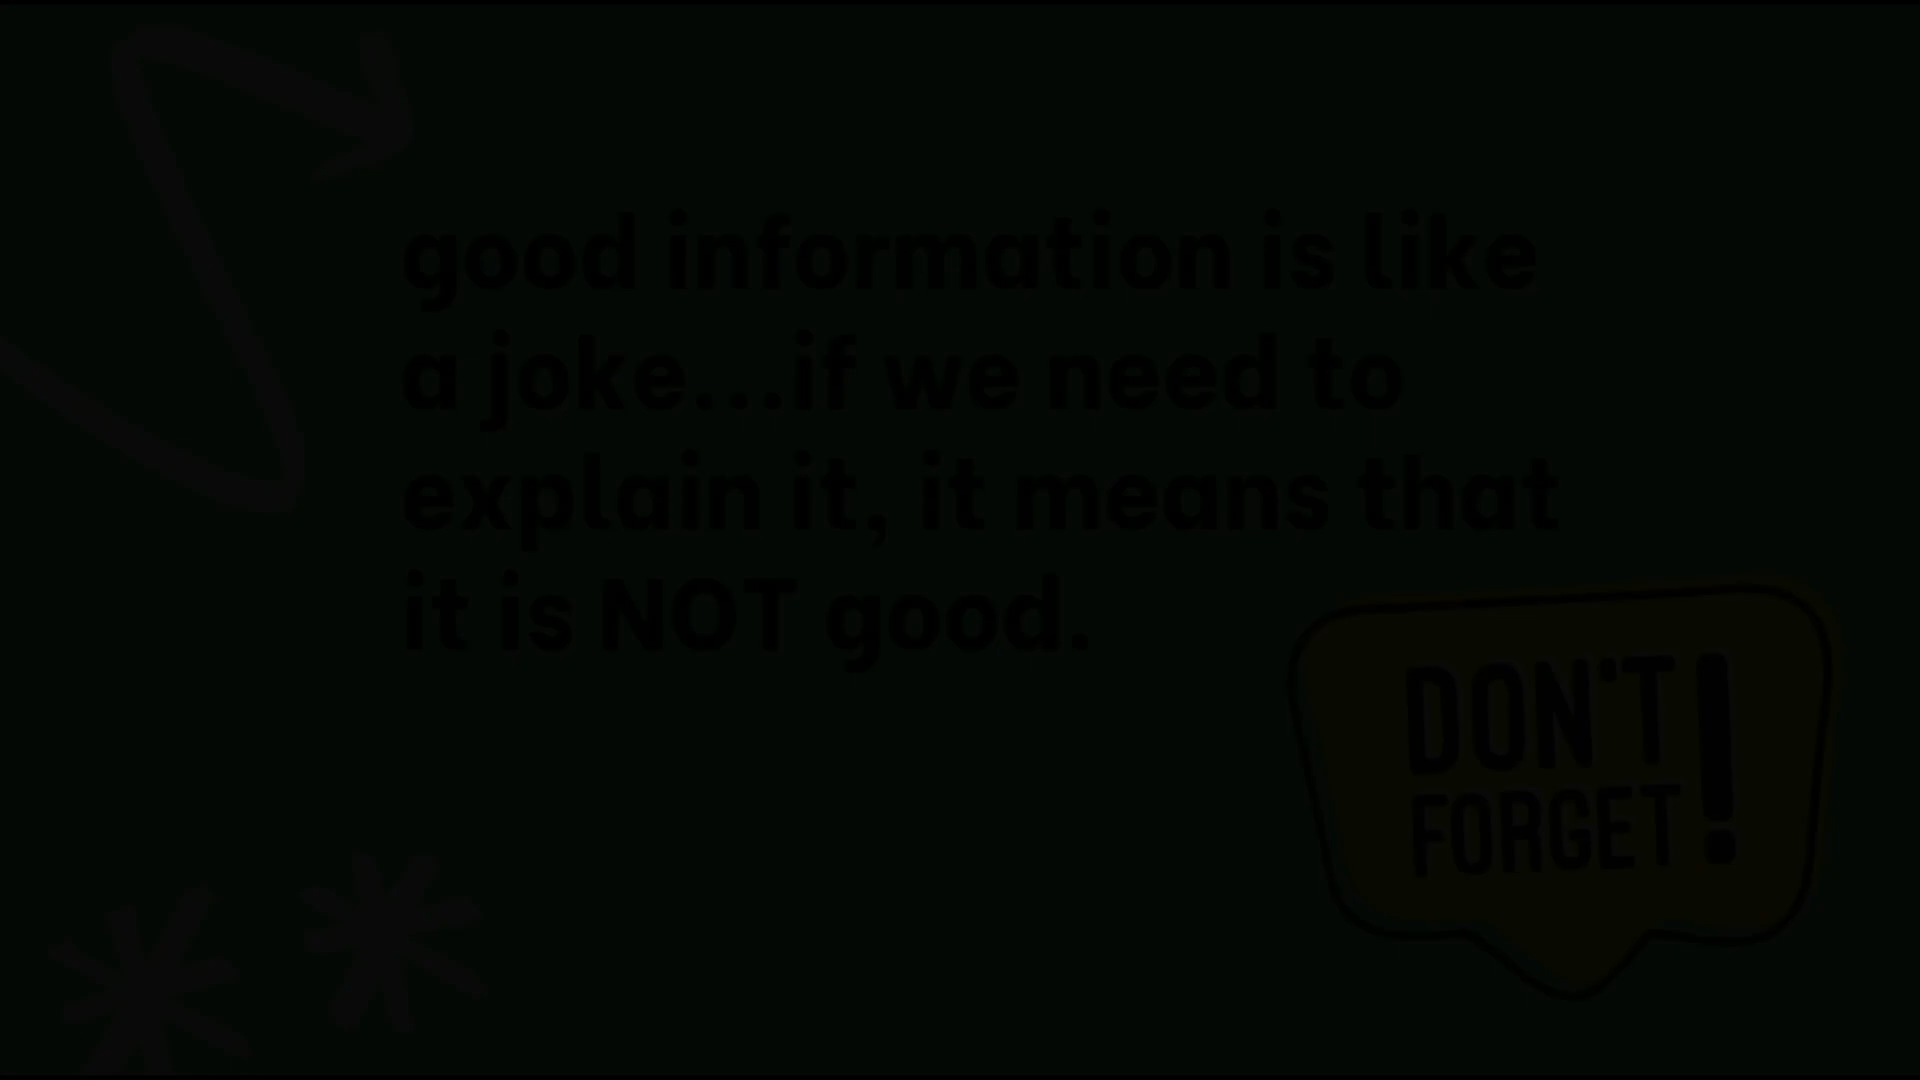 good information is like
a joke...if we need to
explain it, it means that
it is NOT good.
DON'T
FORGET!